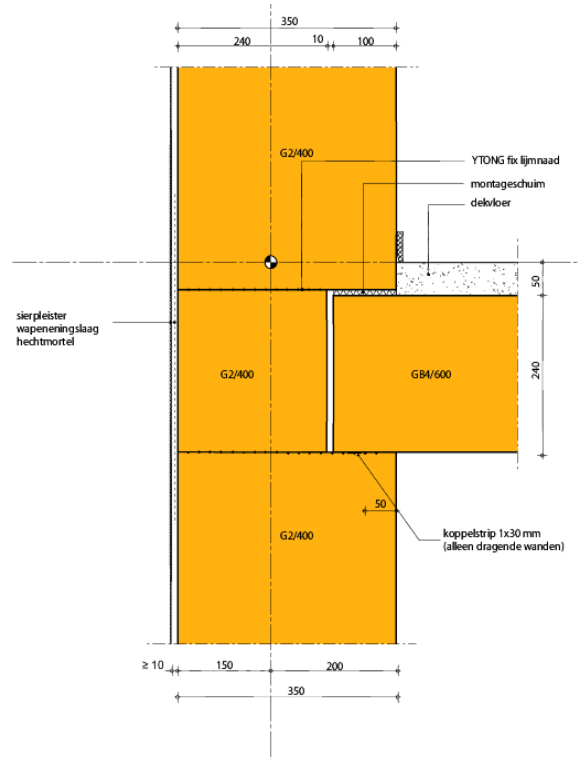 350
240
10
100
G2/400
YTONG fix lijmnaad
montageschuim
dekvloer
50
sierpleister
wapeneningslaag
hechtmortel
G2/400
GB4/600
240
50
G2/400
koppelstrip 1x30 mm
(alleen dragende wanden)
≥ 10
150
200
350